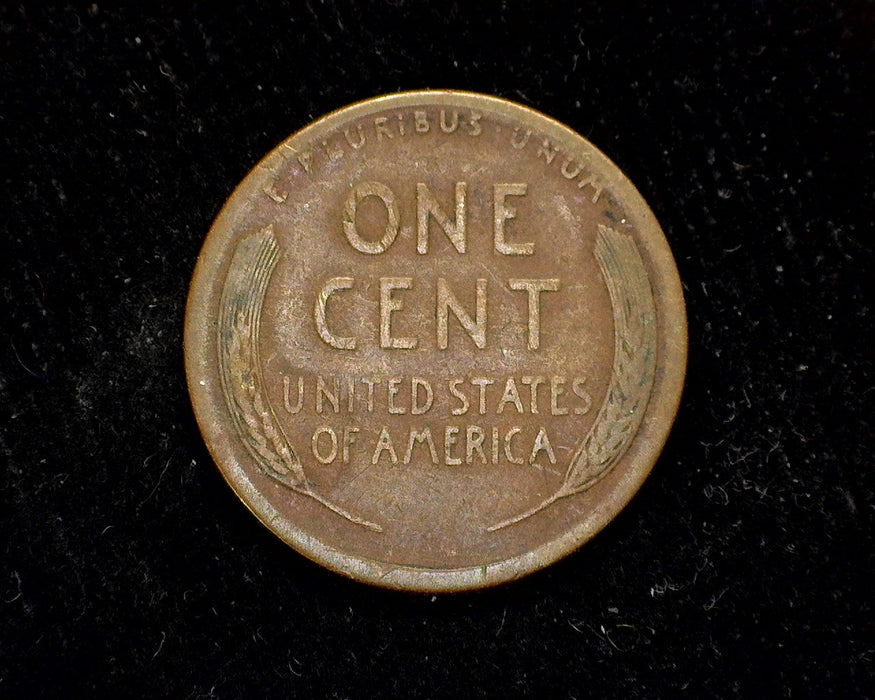 E · PLURIBUS · UNUM
ONE
CENT
UNITED STATES
OF AMERICA